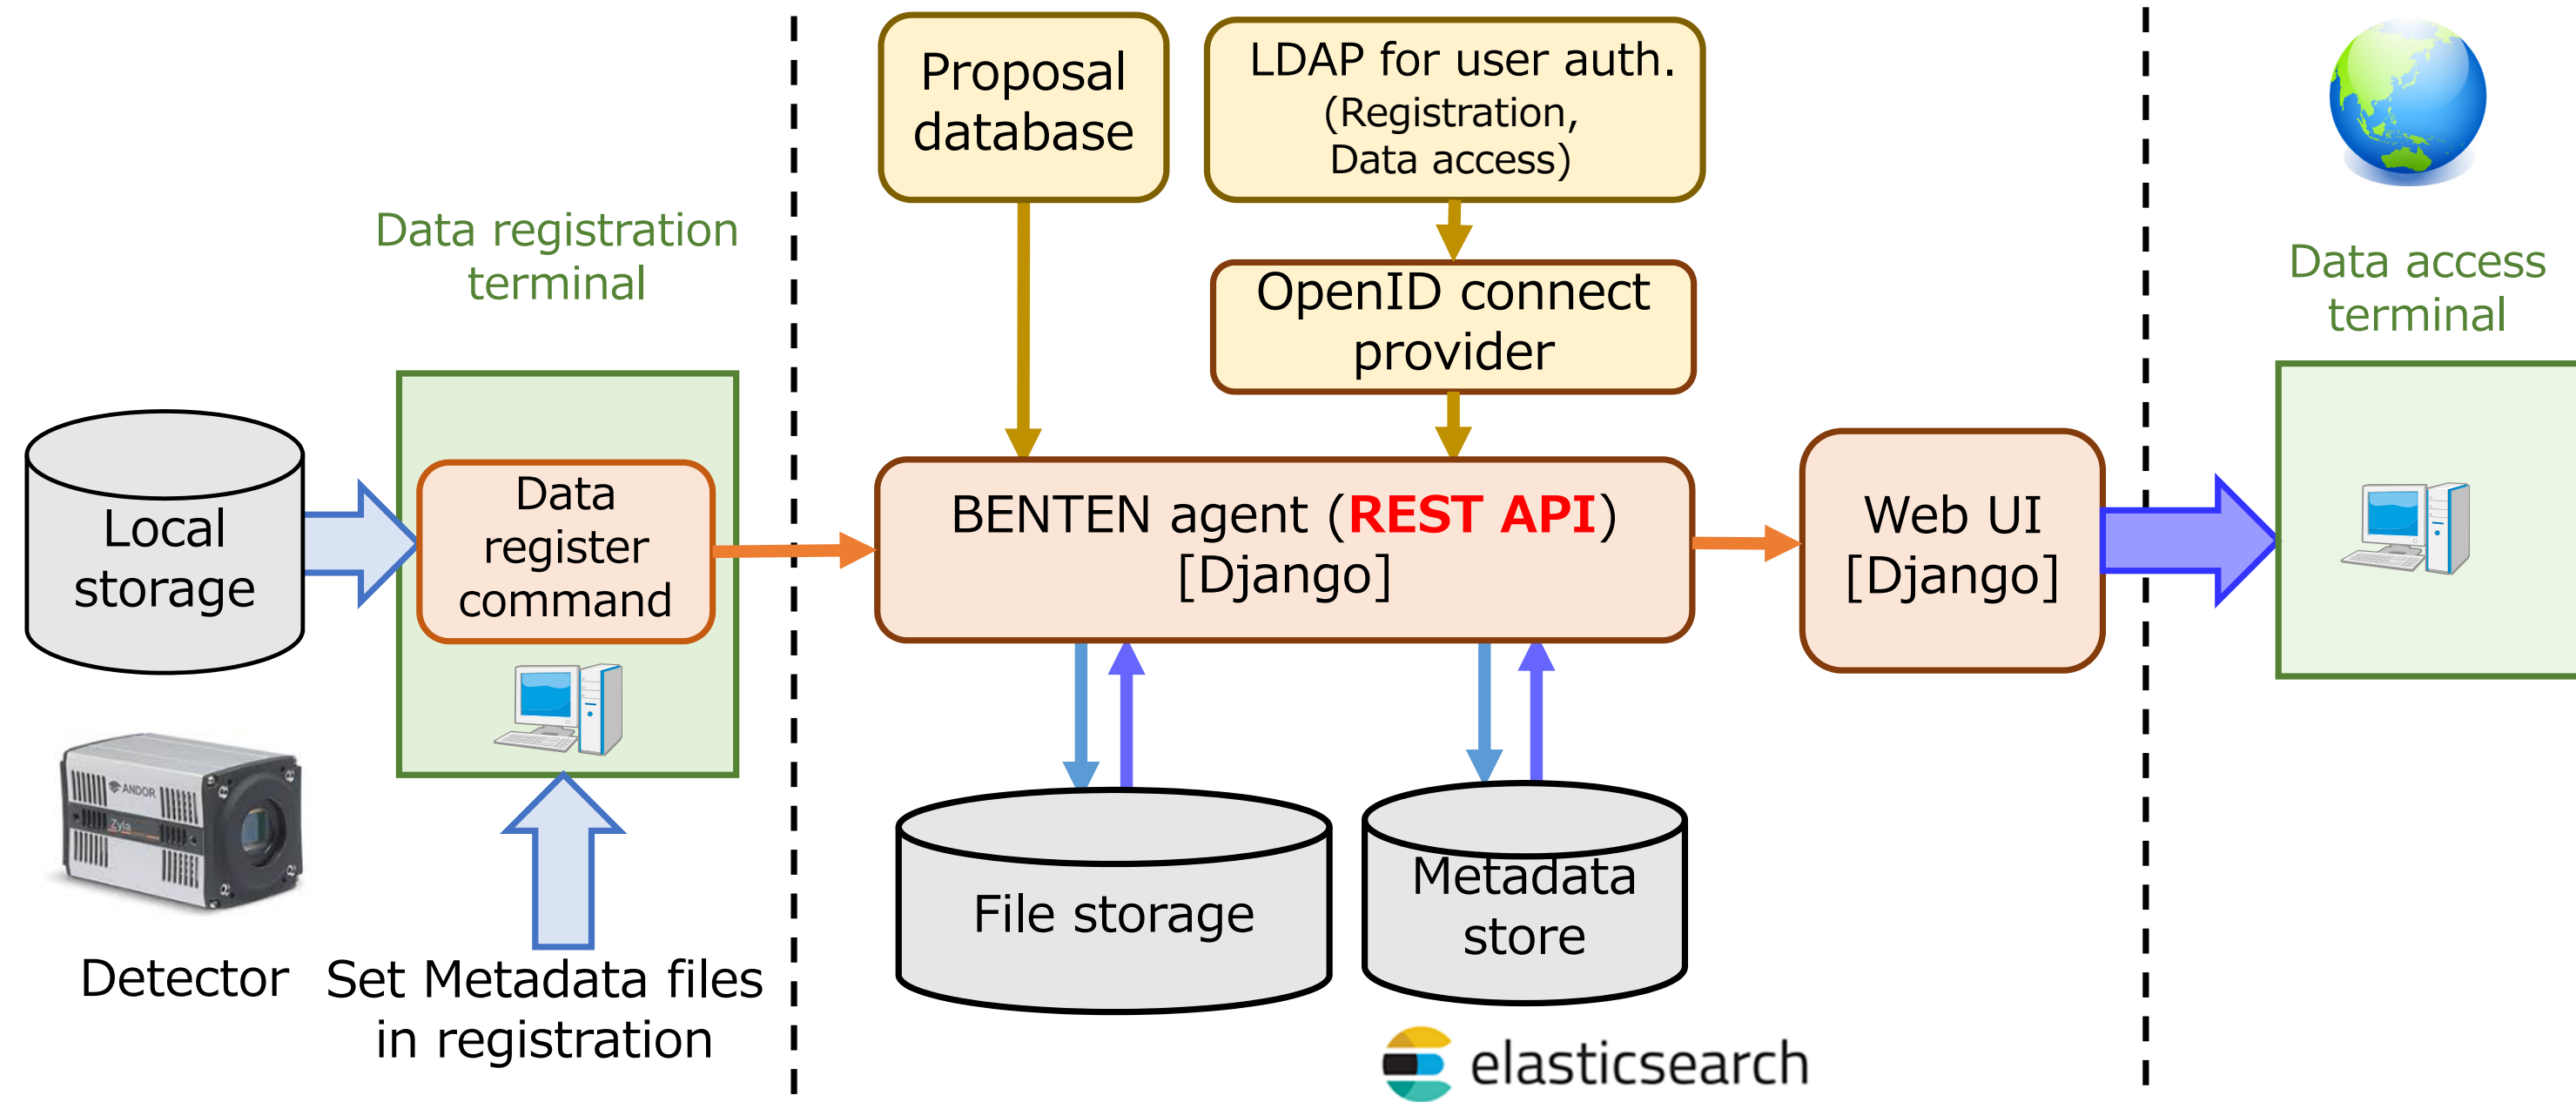 Proposal
database
LDAP for user auth.
(Registration,
Data access)
Data registration
terminal
OpenID connect
provider
Data access
terminal
Local
storage
Data
register
command
BENTEN agent (REST API)
[Django]
Web UI
[Django]
ANDOR
Zyla
File storage
Metadata
store
Detector
Set Metadata files
in registration
elasticsearch